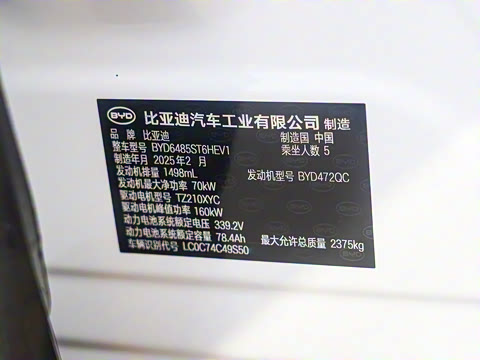 BYD 比亚迪汽车工业有限公司 制造
品 牌 比亚迪 制造国 中国
整车型号 BYD6485ST6HEV1 乘坐人数 5
制造年月 2025年2 月
发动机排量 1498mL 发动机型号 BYD472QC
发动机最大净功率 70kW
驱动电机型号 TZ210XYC
驱动电机峰值功率 160kW
动力电池系统额定电压 339.2V
动力电池系统额定容量 78.4Ah 最大允许总质量 2375kg
车辆识别代号 LC0C74C49S50